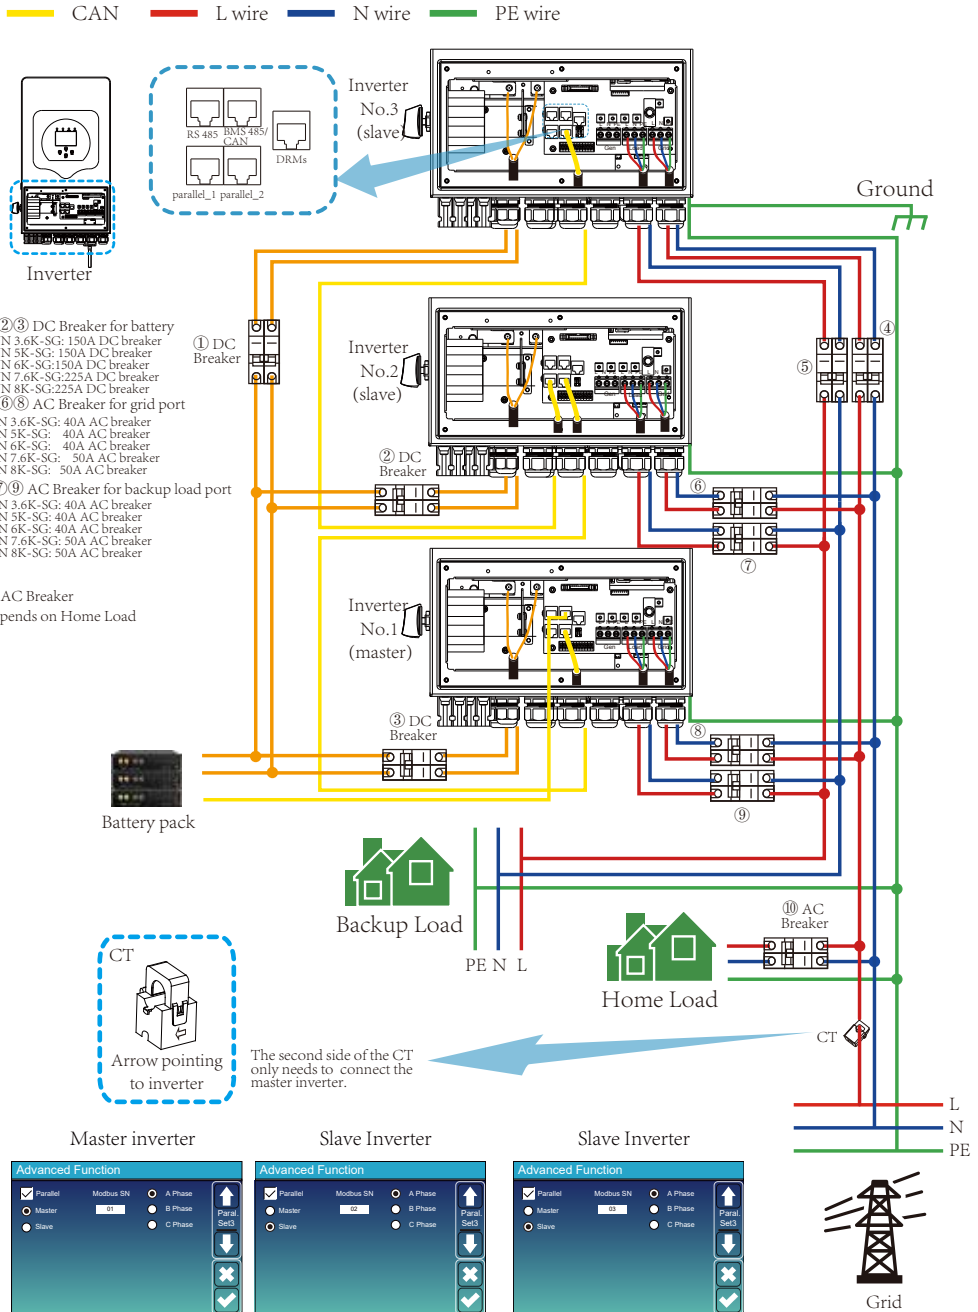 CAN L wire N wire PE wire
Inverter
No.3
(slave)
RS 485 BMS 485/
CAN
DRMs
parallel_1 parallel_2
Gen Load Grid
Ground
Inverter
②③ DC Breaker for battery
N 3.6K-SG: 150A DC breaker
N 5K-SG: 150A DC breaker
N 6K-SG:150A DC breaker
N 7.6K-SG:225A DC breaker
N 8K-SG:225A DC breaker
⑥⑧ AC Breaker for grid port
N 3.6K-SG: 40A AC breaker
N 5K-SG: 40A AC breaker
N 6K-SG: 40A AC breaker
N 7.6K-SG: 50A AC breaker
N 8K-SG: 50A AC breaker
⑦⑨ AC Breaker for backup load port
N 3.6K-SG: 40A AC breaker
N 5K-SG: 40A AC breaker
N 6K-SG: 40A AC breaker
N 7.6K-SG: 50A AC breaker
N 8K-SG: 50A AC breaker
AC Breaker
pends on Home Load
① DC
Breaker
Inverter
No.2
(slave)
Gen Load Grid
④
⑤
② DC
Breaker
⑥
⑦
Inverter
No.1
(master)
Gen Load Grid
③ DC
Breaker
⑧
⑨
Battery pack
Backup Load
PE N L
⑩ AC
Breaker
Home Load
CT
Arrow pointing
to inverter
The second side of the CT
only needs to connect the
master inverter.
CT
L
N
PE
Master inverter
Advanced Function
Parallel Modbus SN A Phase
Master 01 B Phase
Slave C Phase
Paral.
Set3
Slave Inverter
Advanced Function
Parallel Modbus SN A Phase
Master 02 B Phase
Slave C Phase
Paral.
Set3
Slave Inverter
Advanced Function
Parallel Modbus SN A Phase
Master 03 B Phase
Slave C Phase
Paral.
Set3
Grid